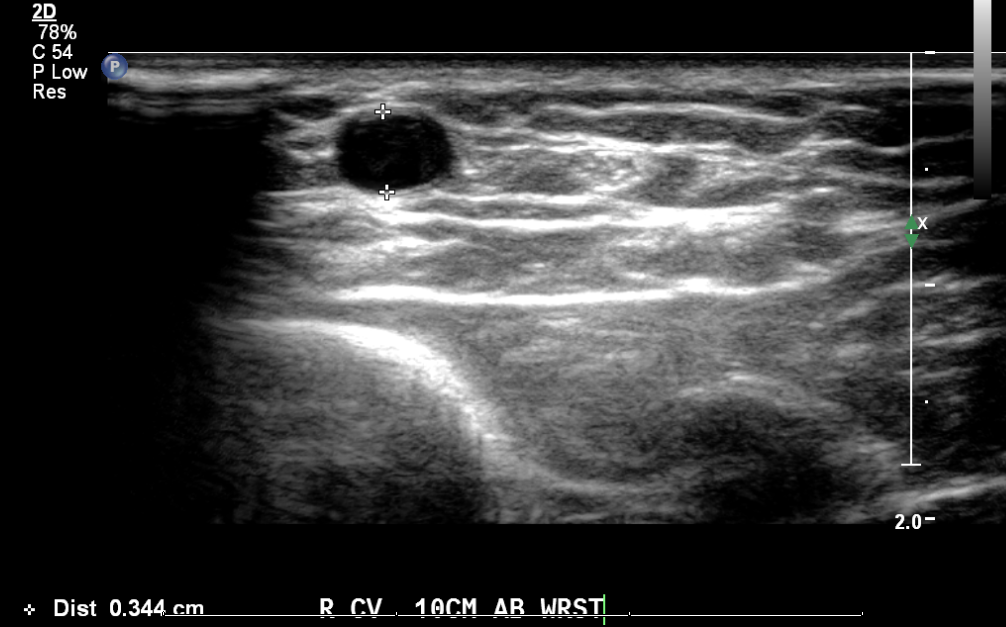 2D
78%
C 54
P Low
Res
P
X
2.0
Dist 0.344 cm
R CV 10CM AB WRST